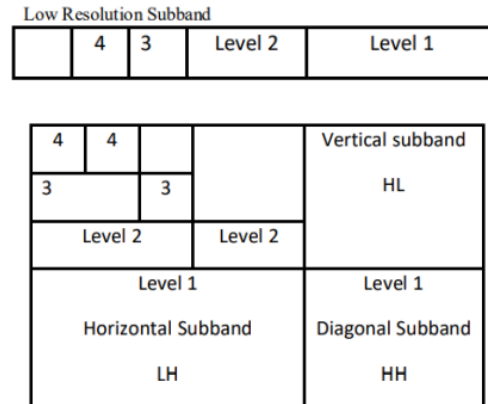 Low Resolution Subband
4 3 Level 2 Level 1
4 4 Vertical subband
HL
3 3
Level 2 Level 2
Level 1 Level 1
Horizontal Subband Diagonal Subband
LH HH